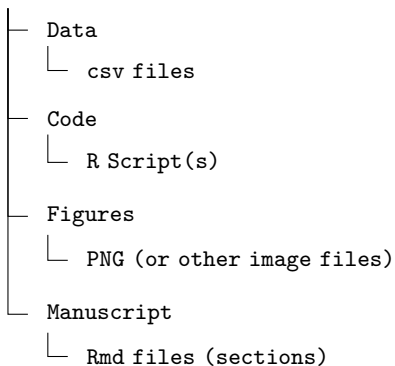 Data
csv files
Code
R Script(s)
Figures
PNG (or other image files)
Manuscript
Rmd files (sections)